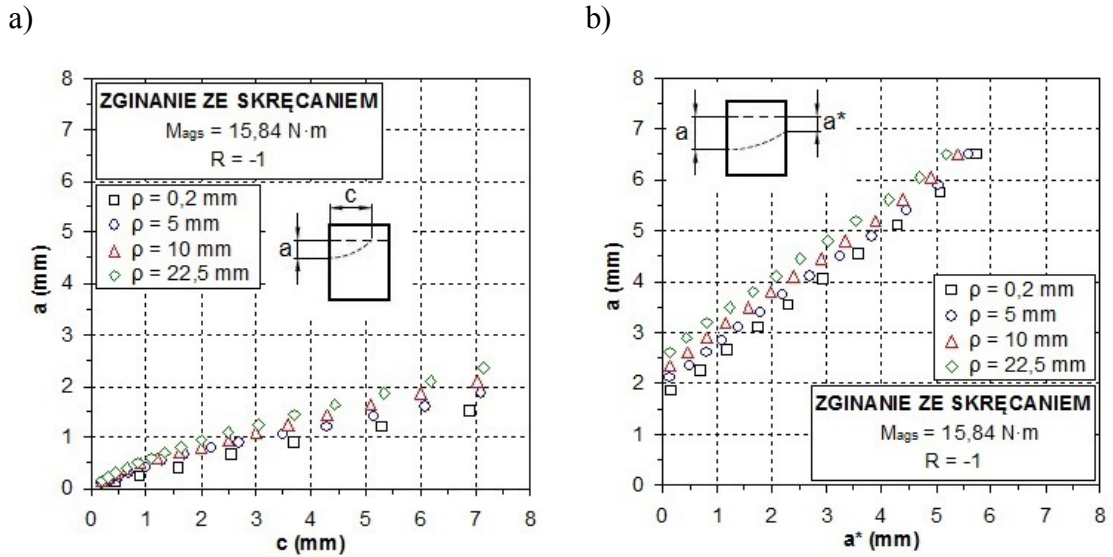 a)
8
7
6
5
4
3
2
1
0
a (mm)
ZGINANIE ZE SKRĘCANIEM
Mags = 15,84 N·m
R = -1
ρ = 0,2 mm
ρ = 5 mm
ρ = 10 mm
ρ = 22,5 mm
c
a
0 1 2 3 4 5 6 7 8
c (mm)
b)
8
7
6
5
4
3
2
1
0
a (mm)
a
a*
ρ = 0,2 mm
ρ = 5 mm
ρ = 10 mm
ρ = 22,5 mm
ZGINANIE ZE SKRĘCANIEM
Mags = 15,84 N·m
R = -1
0 1 2 3 4 5 6 7 8
a* (mm)